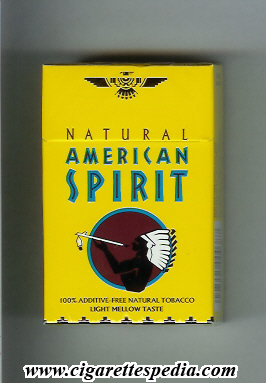 NATURAL
AMERICAN
SPIRIT
100% ADDITIVE-FREE NATURAL TOBACCO
LIGHT MELLOW TASTE
www.cigarettespedia.com